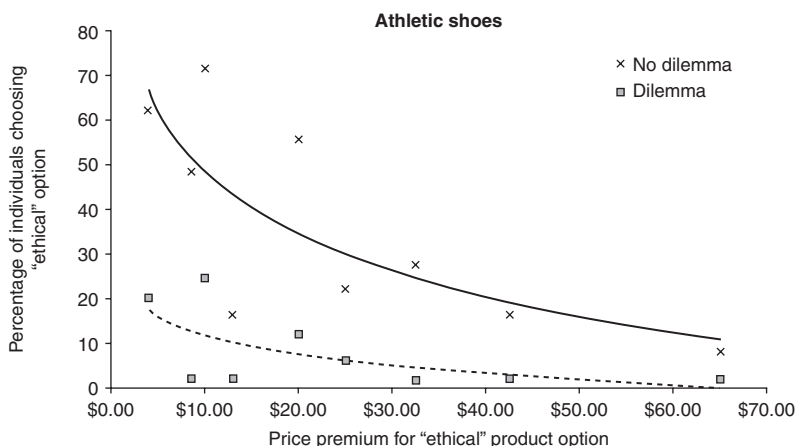 Athletic shoes
80
70
60
50
40
30
20
10
0
Percentage of individuals choosing
“ethical” option
No dilemma
Dilemma
$0.00 $10.00 $20.00 $30.00 $40.00 $50.00 $60.00 $70.00
Price premium for “ethical” product option